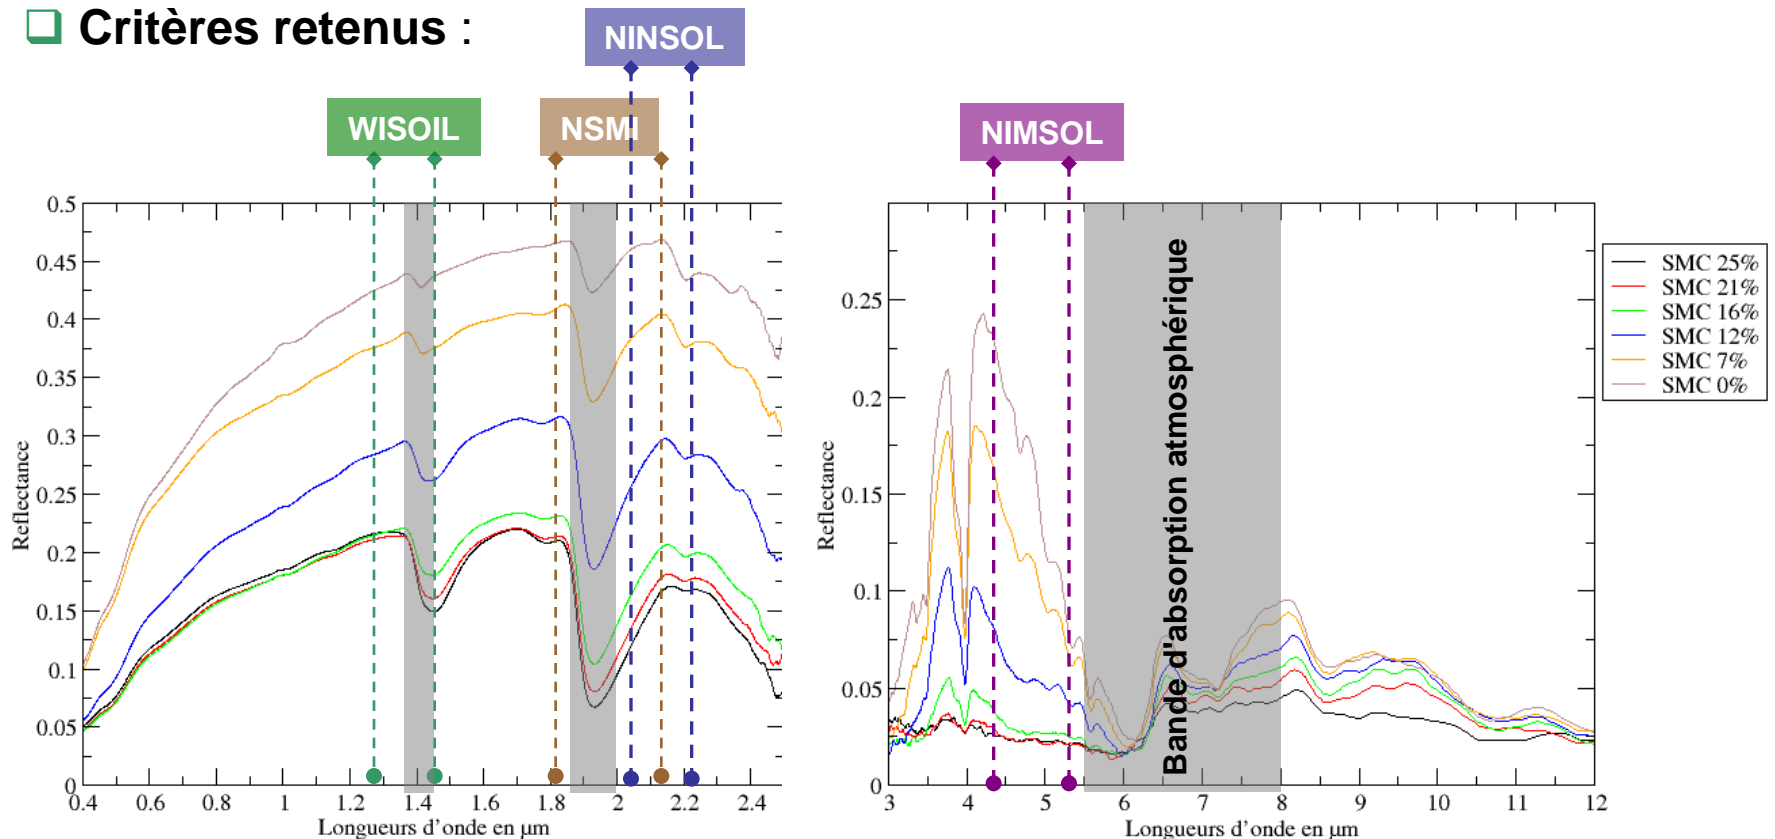 Critères retenus :
NINSOL
WISOIL
NSMI
NIMSOL
0.5
0.45
0.4
0.35
0.3
0.25
0.2
0.15
0.1
0.05
0
Reflectance
0.4 0.6 0.8 1 1.2 1.4 1.6 1.8 2 2.2 2.4
Longueurs d'onde en µm
0.25
0.2
0.15
0.1
0.05
0
Reflectance
Bande d'absorption atmosphérique
3 4 5 6 7 8 9 10 11 12
Longueurs d'onde en µm
SMC 25%
SMC 21%
SMC 16%
SMC 12%
SMC 7%
SMC 0%